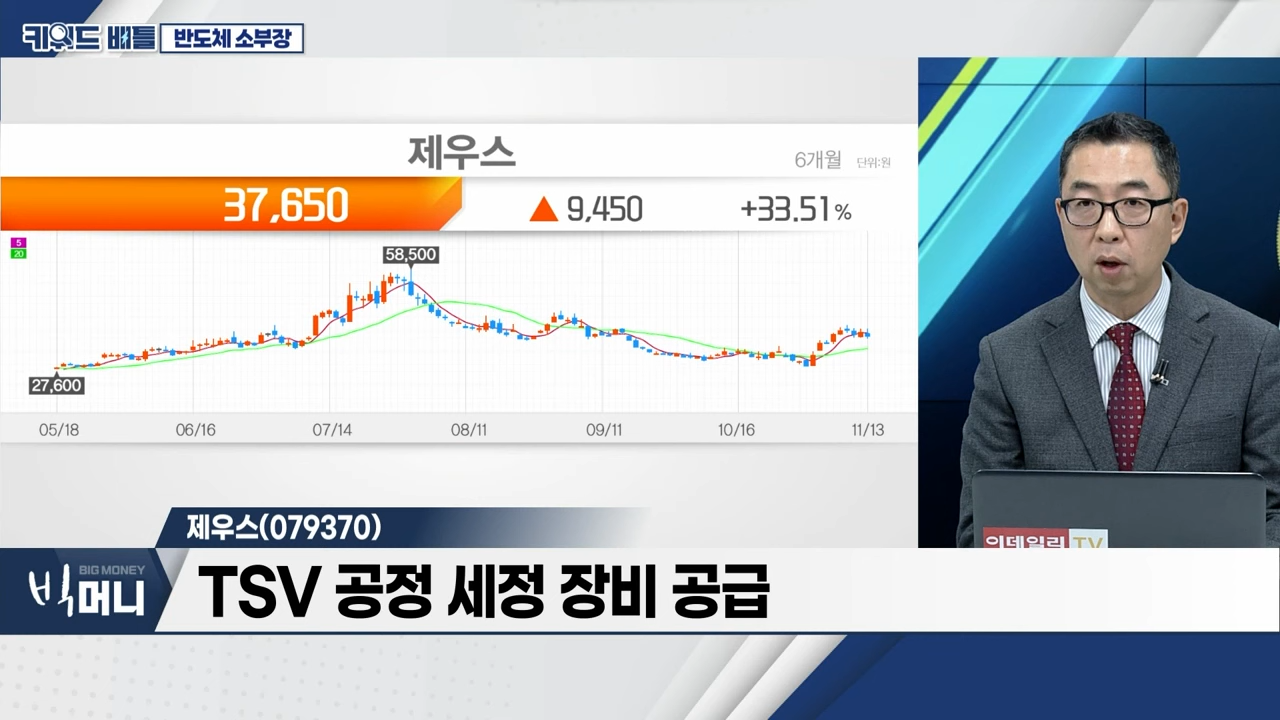 키워드 배틀 반도체 소부장
제우스
6개월 단위:원
37,650 ▲ 9,450 +33.51%
5
20
58,500
27,600
05/18 06/16 07/14 08/11 09/11 10/16 11/13
이데일리 TV
제우스(079370)
BIG MONEY
빅머니
TSV 공정 세정 장비 공급